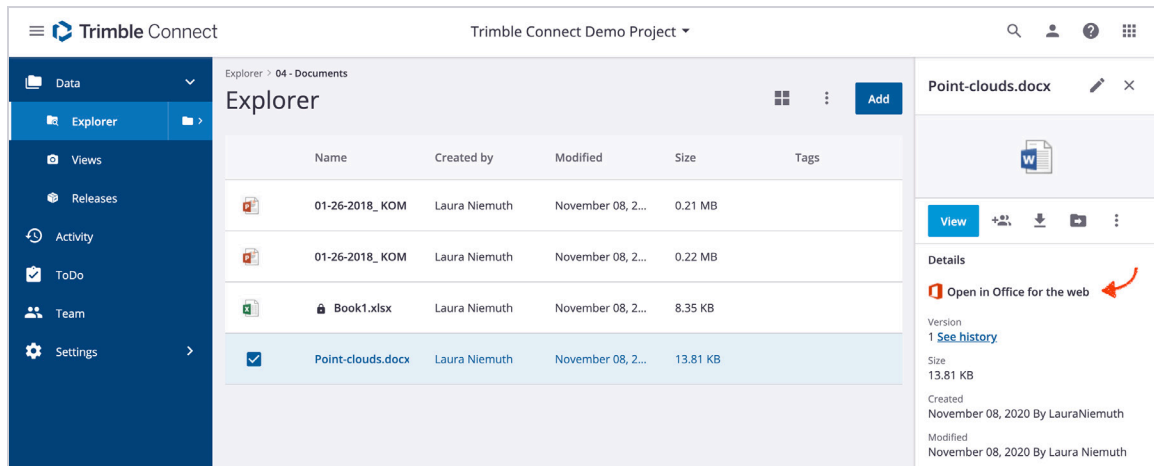 Trimble Connect
Trimble Connect Demo Project
Data
Explorer
Views
Releases
Activity
ToDo
Team
Settings
Explorer > 04 - Documents
Explorer
Add
Name Created by Modified Size Tags
01-26-2018_ KOM Laura Niemuth November 08, 2... 0.21 MB
01-26-2018_ KOM Laura Niemuth November 08, 2... 0.22 MB
Book1.xlsx Laura Niemuth November 08, 2... 8.35 KB
Point-clouds.docx Laura Niemuth November 08, 2... 13.81 KB
Point-clouds.docx
W
View
Details
Open in Office for the web
Version
1 See history
Size
13.81 KB
Created
November 08, 2020 By LauraNiemuth
Modified
November 08, 2020 By Laura Niemuth